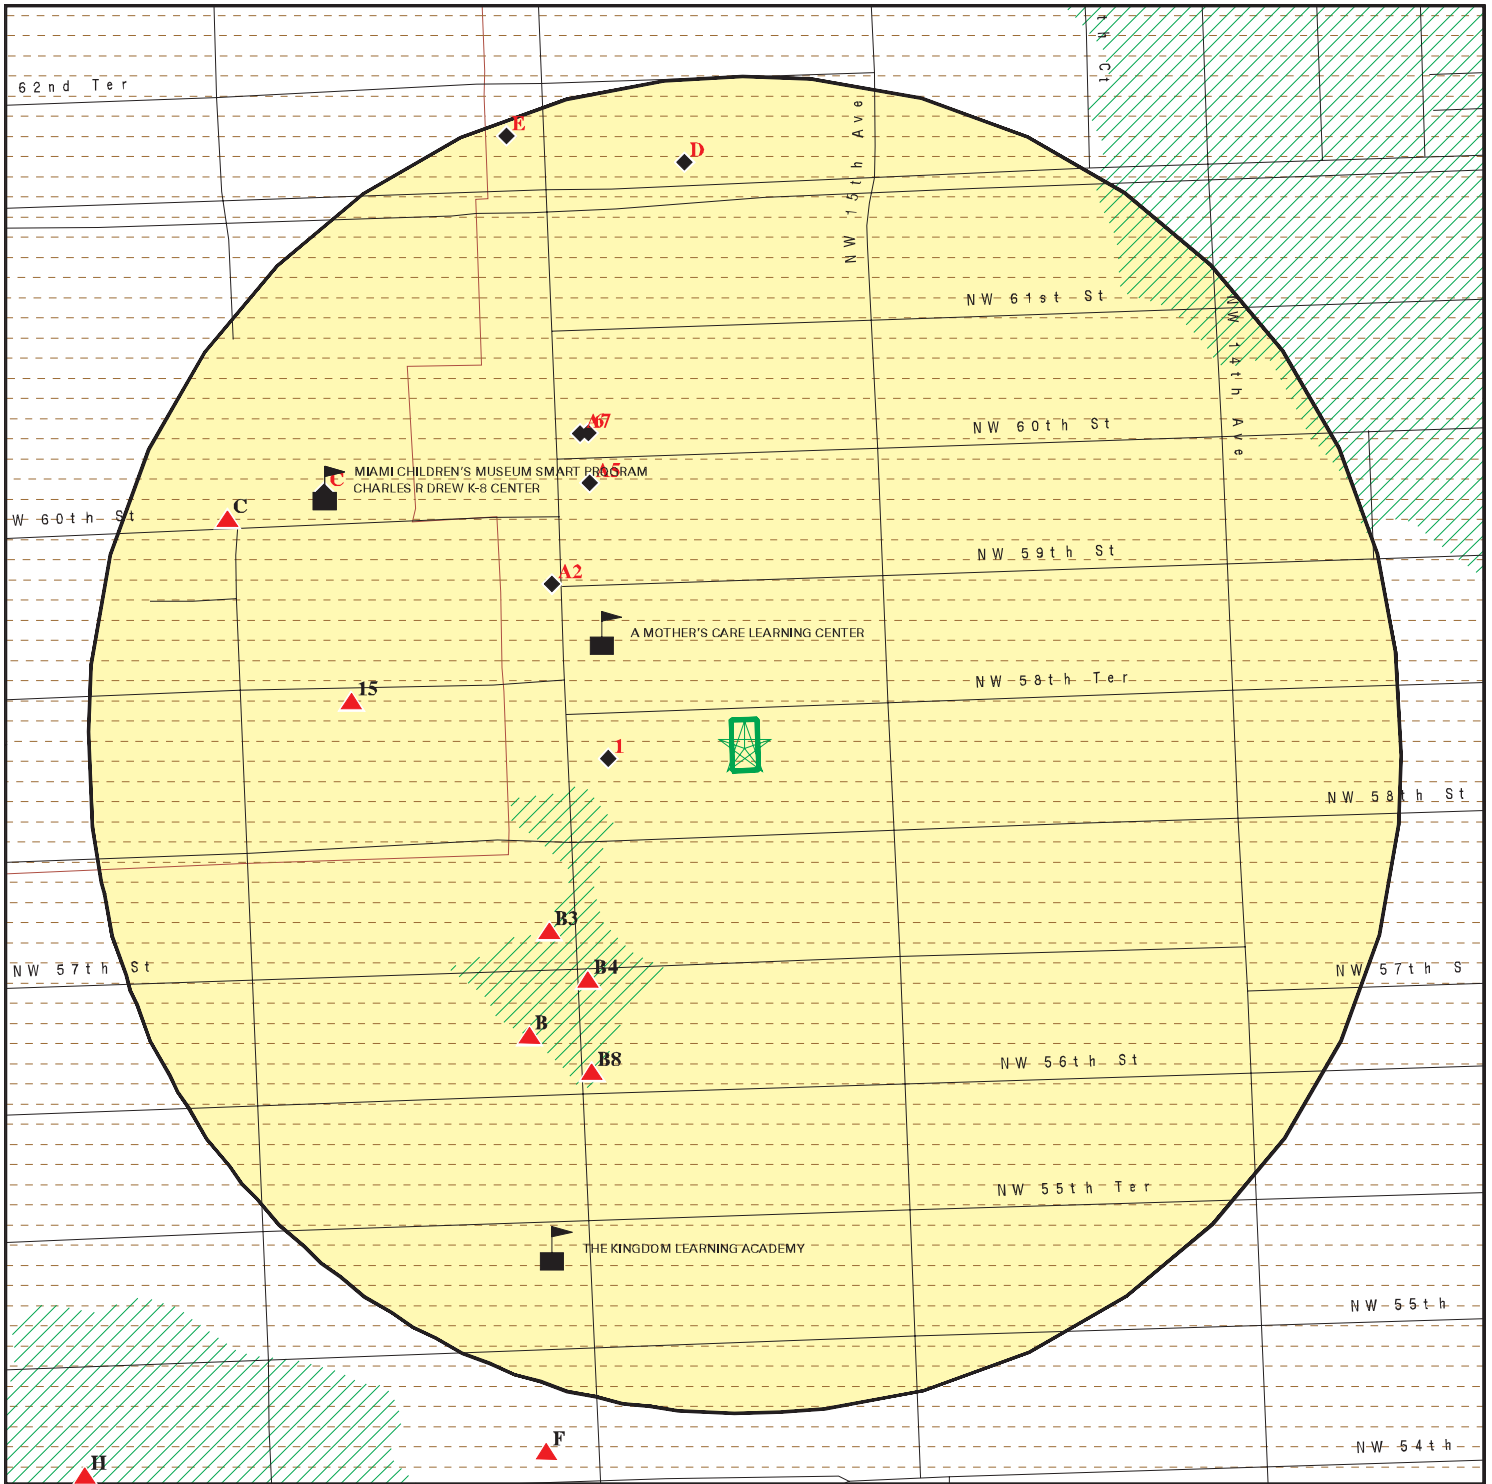 th Ct
62nd Ter
E
D
NW 15th Ave
NW 61st St
NW 14th Ave
NW 60th St
MIAMI CHILDREN'S MUSEUM SMART PROGRAM
A5
C
CHARLES R DREW K-8 CENTER
C
W 60th St
NW 59th St
A2
A MOTHER'S CARE LEARNING CENTER
NW 58th Ter
15
1
NW 58th St
B3
NW 57th St
B4
NW 57th S
B
B8
NW 56th St
NW 55th Ter
THE KINGDOM LEARNING ACADEMY
NW 55th
F
NW 54th
H